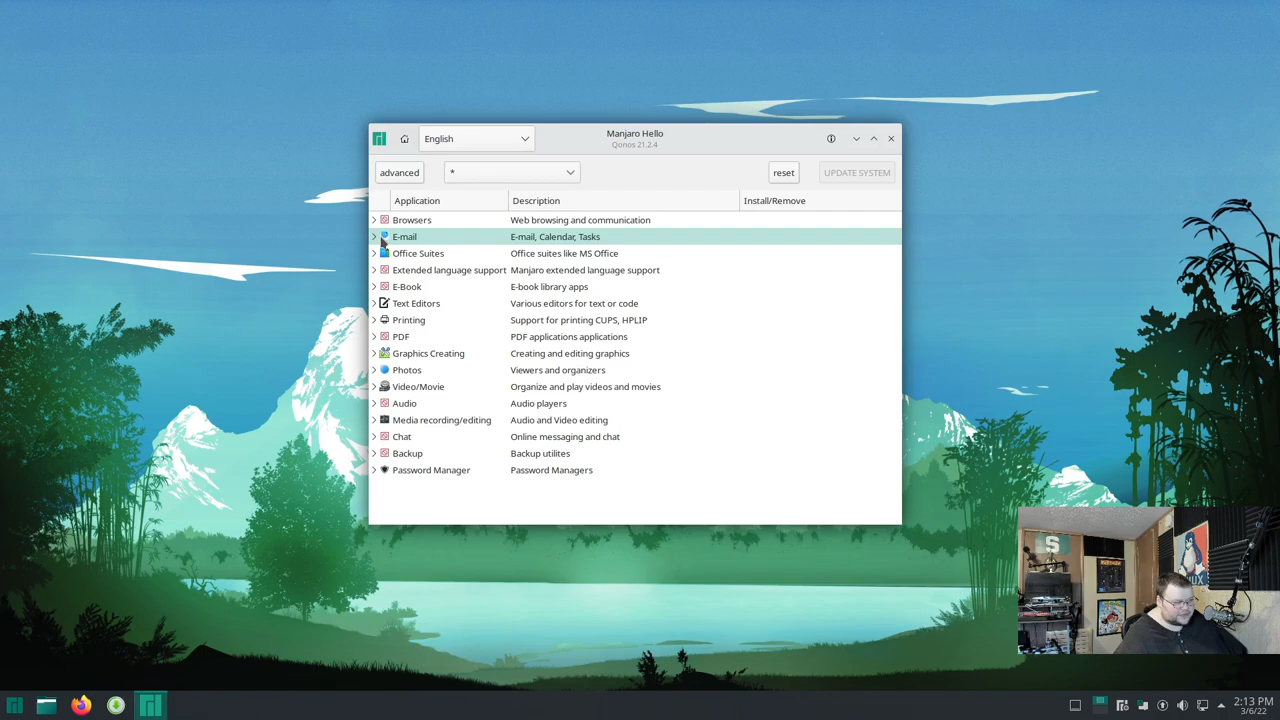 English
Manjaro Hello
Qonos 21.2.4
advanced
*
reset
UPDATE SYSTEM
Application Description Install/Remove
Browsers Web browsing and communication
E-mail E-mail, Calendar, Tasks
Office Suites Office suites like MS Office
Extended language support Manjaro extended language support
E-Book E-book library apps
Text Editors Various editors for text or code
Printing Support for printing CUPS, HPLIP
PDF PDF applications applications
Graphics Creating Creating and editing graphics
Photos Viewers and organizers
Video/Movie Organize and play videos and movies
Audio Audio players
Media recording/editing Audio and Video editing
Chat Online messaging and chat
Backup Backup utilites
Password Manager Password Managers
S
2:13 PM
3/6/22